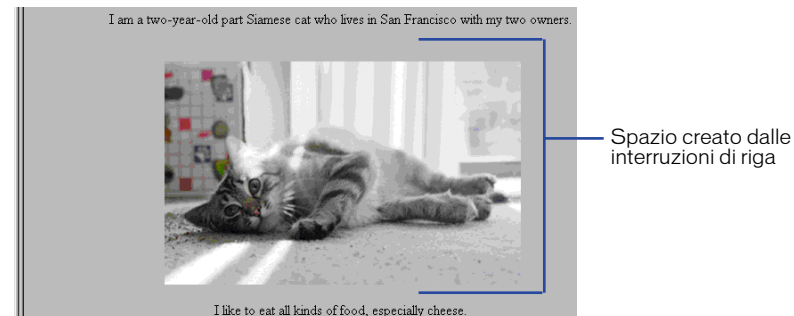 I am a two-year-old part Siamese cat who lives in San Francisco with my two owners.
Spazio creato dalle
interruzioni di riga
I like to eat all kinds of food, especially cheese.